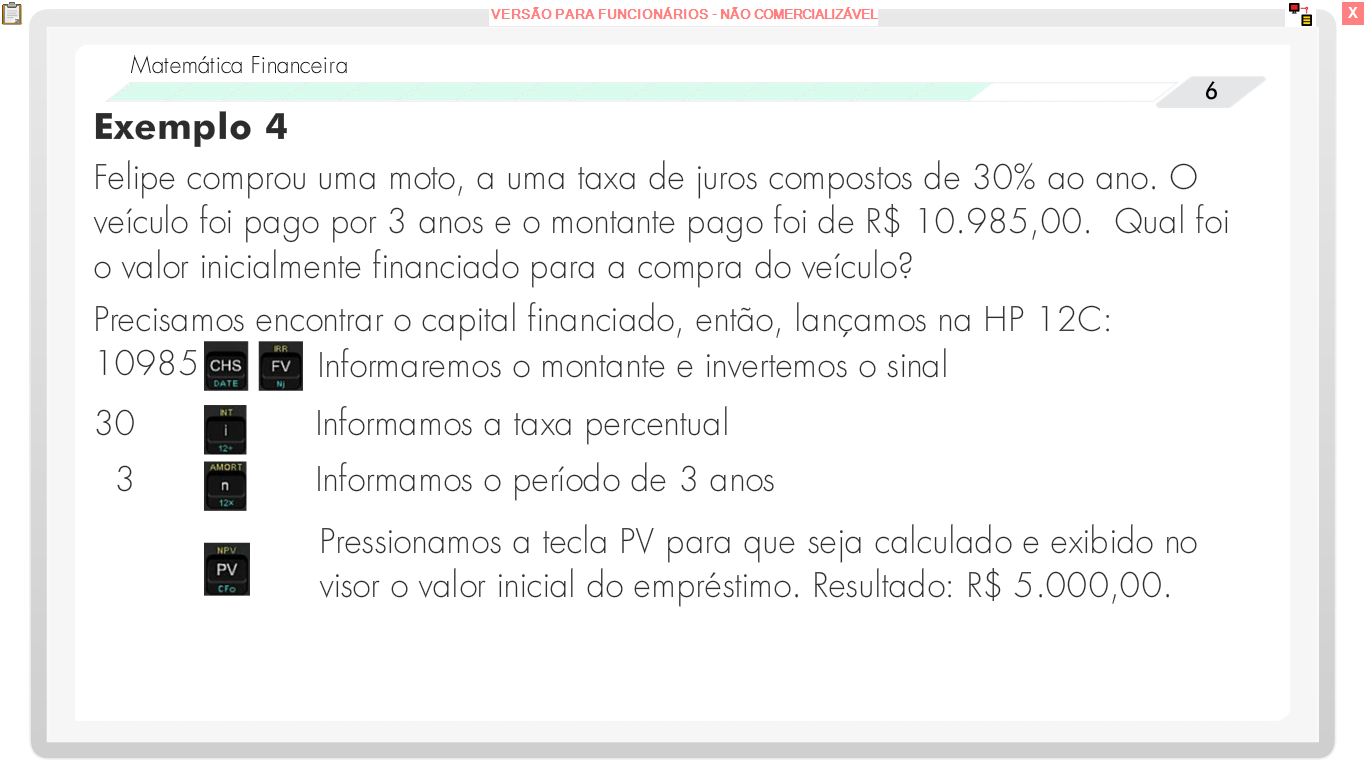 VERSÃO PARA FUNCIONÁRIOS - NÃO COMERCIALIZÁVEL
X
Matemática Financeira
6
Exemplo 4
Felipe comprou uma moto, a uma taxa de juros compostos de 30% ao ano. O
veículo foi pago por 3 anos e o montante pago foi de R$ 10.985,00. Qual foi
o valor inicialmente financiado para a compra do veículo?
Precisamos encontrar o capital financiado, então, lançamos na HP 12C:
10985 CHS DATE IRR FV Nj Informaremos o montante e invertemos o sinal
30 INT i 12÷ Informamos a taxa percentual
3 AMORT n 12x Informamos o período de 3 anos
NPV PV CFo Pressionamos a tecla PV para que seja calculado e exibido no
visor o valor inicial do empréstimo. Resultado: R$ 5.000,00.